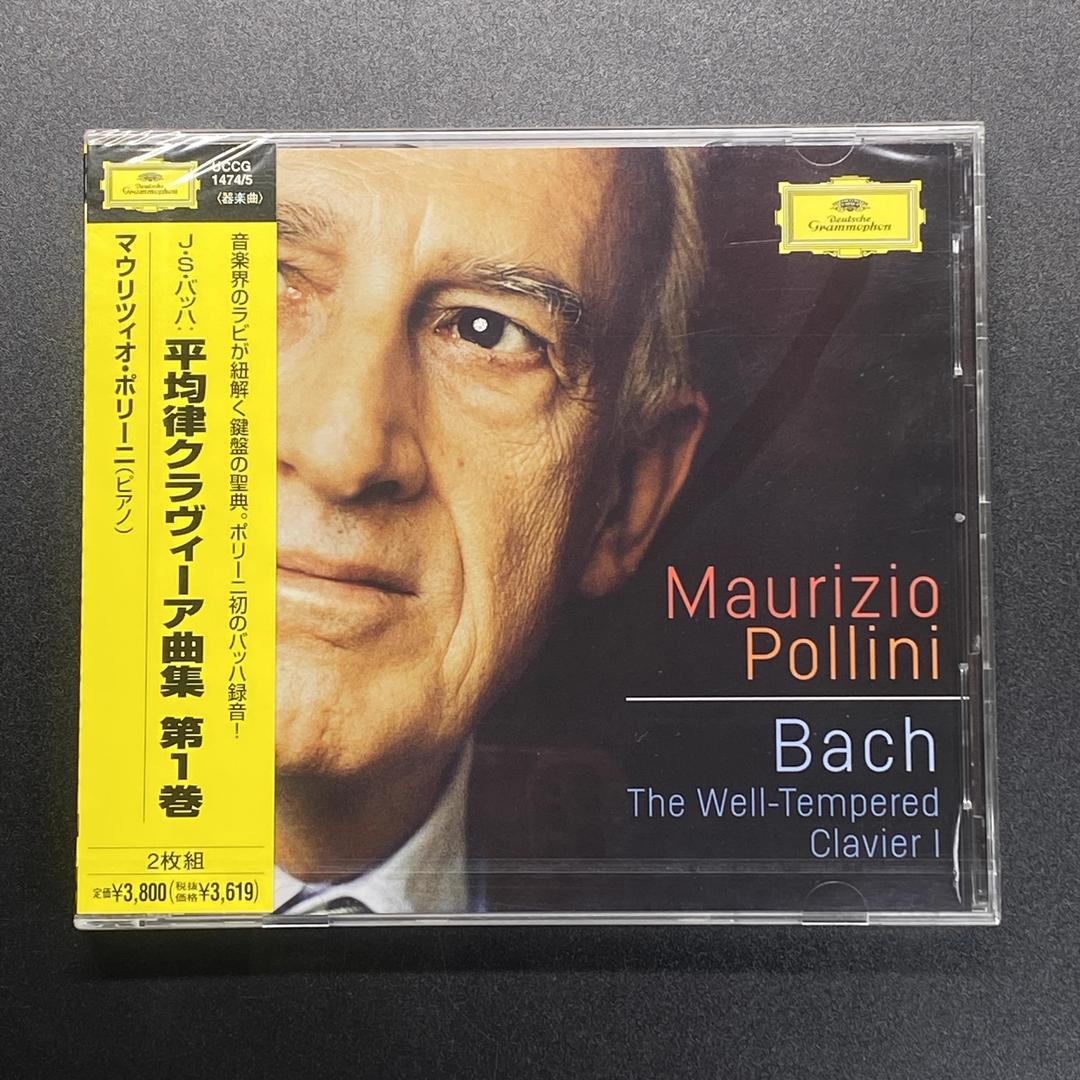 Deutsche
Grammophon
UCCG
1474/5
〈器楽曲〉
音楽界のラビが紐解く鍵盤の聖典。ポリーニ初のバッハ録音！
J・S・バッハ：
平均律クラヴィーア曲集 第1巻
マウリツィオ・ポリーニ（ピアノ）
2枚組
定価¥3,800(税抜価格¥3,619)
Deutsche
Grammophon
Maurizio
Pollini
Bach
The Well-Tempered
Clavier I